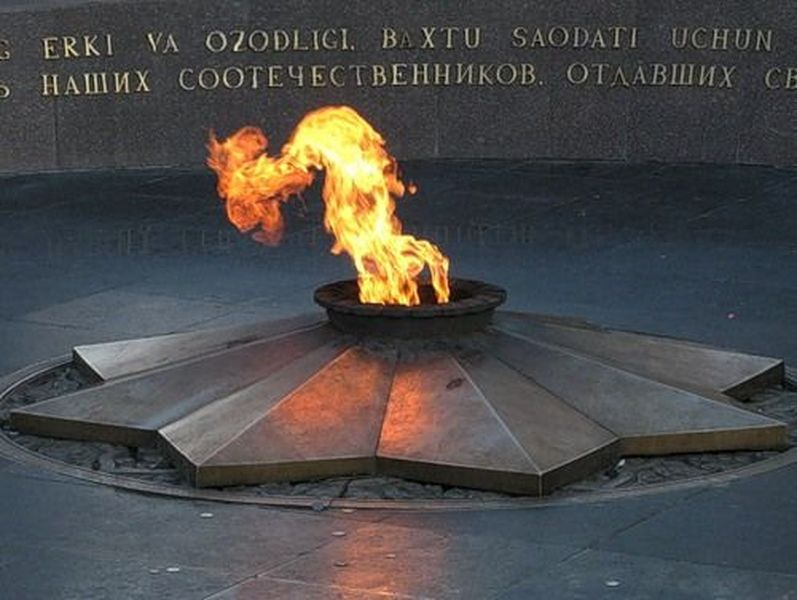 ERKI VA OZODLIGI, BAXTU SAODATI UCHUN
НАШИХ СООТЕЧЕСТВЕННИКОВ, ОТДАВШИХ